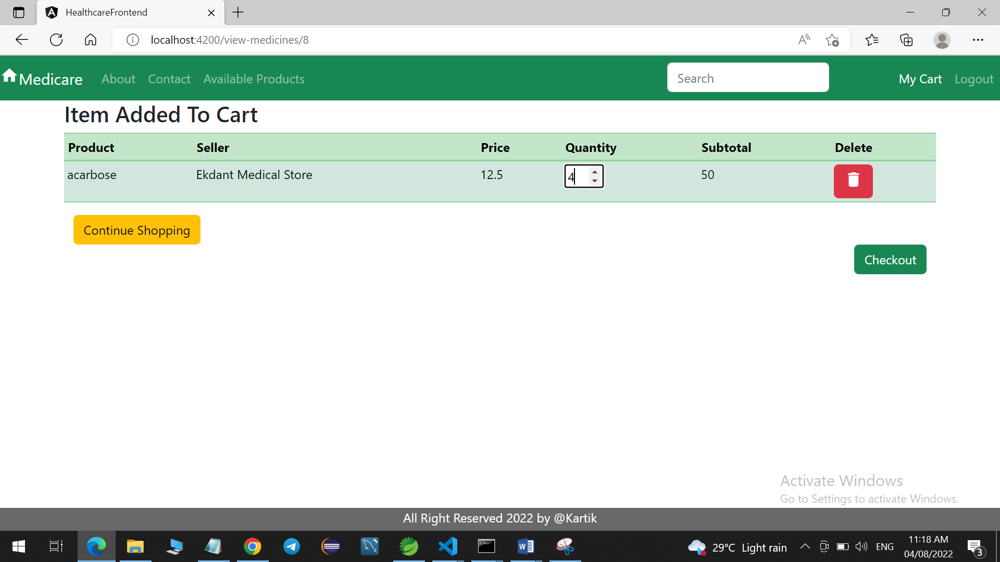 HealthcareFrontend
localhost:4200/view-medicines/8
Medicare About Contact Available Products Search My Cart Logout
Item Added To Cart
Product Seller Price Quantity Subtotal Delete
acarbose Ekdant Medical Store 12.5 4 50
Continue Shopping
Checkout
Activate Windows
Go to Settings to activate Windows.
All Right Reserved 2022 by @Kartik
29°C Light rain ENG 11:18 AM
04/08/2022 3